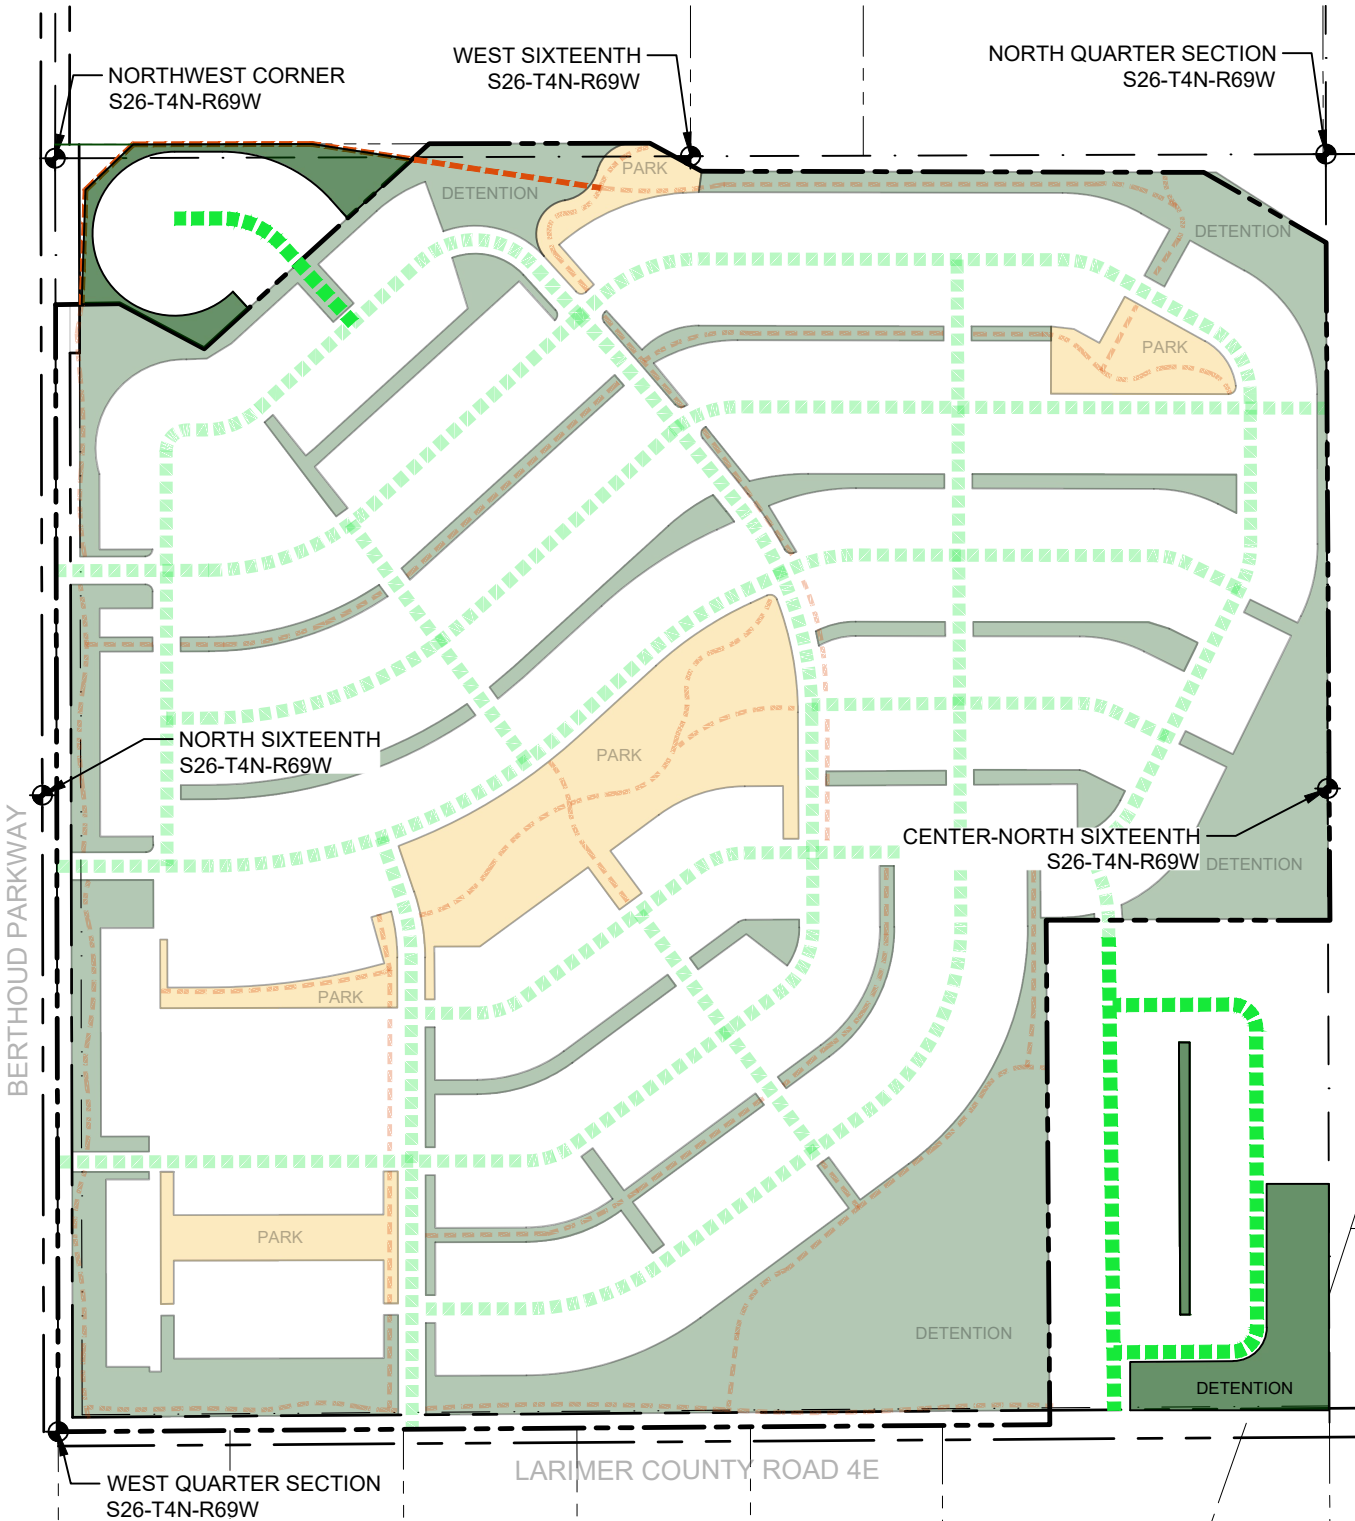 WEST SIXTEENTH
S26-T4N-R69W
NORTH QUARTER SECTION
S26-T4N-R69W
NORTHWEST CORNER
S26-T4N-R69W
PARK
DETENTION
DETENTION
PARK
NORTH SIXTEENTH
S26-T4N-R69W
PARK
BERTHOUD PARKWAY
CENTER-NORTH SIXTEENTH
S26-T4N-R69W
DETENTION
PARK
PARK
DETENTION
DETENTION
LARIMER COUNTY ROAD 4E
WEST QUARTER SECTION
S26-T4N-R69W